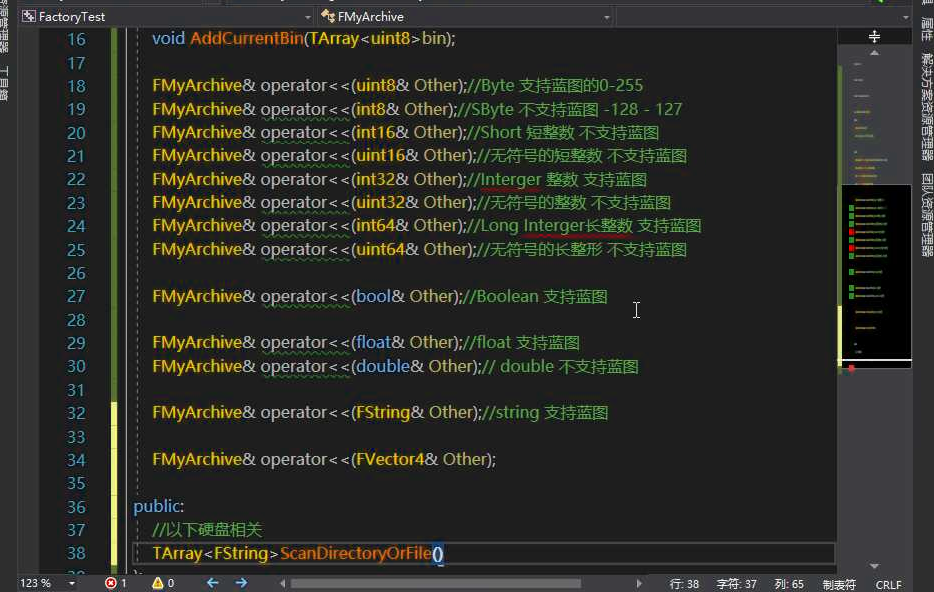 FactoryTest
FMyArchive
16 void AddCurrentBin(TArray<uint8>bin);
17
18 FMyArchive& operator<<(uint8& Other);//Byte 支持蓝图的0-255
19 FMyArchive& operator<<(int8& Other);//SByte 不支持蓝图 -128 - 127
20 FMyArchive& operator<<(int16& Other);//Short 短整数 不支持蓝图
21 FMyArchive& operator<<(uint16& Other);//无符号的短整数 不支持蓝图
22 FMyArchive& operator<<(int32& Other);//Interger 整数 支持蓝图
23 FMyArchive& operator<<(uint32& Other);//无符号的整数 不支持蓝图
24 FMyArchive& operator<<(int64& Other);//Long Interger长整数 支持蓝图
25 FMyArchive& operator<<(uint64& Other);//无符号的长整形 不支持蓝图
26
27 FMyArchive& operator<<(bool& Other);//Boolean 支持蓝图
28
29 FMyArchive& operator<<(float& Other);//float 支持蓝图
30 FMyArchive& operator<<(double& Other);// double 不支持蓝图
31
32 FMyArchive& operator<<(FString& Other);//string 支持蓝图
33
34 FMyArchive& operator<<(FVector4& Other);
35
36 public:
37 //以下硬盘相关
38 TArray<FString>ScanDirectoryOrFile()
123 %
1
0
行: 38
字符: 37
列: 65
制表符
CRLF
工具箱
属性
解决方案资源管理器
团队资源管理器